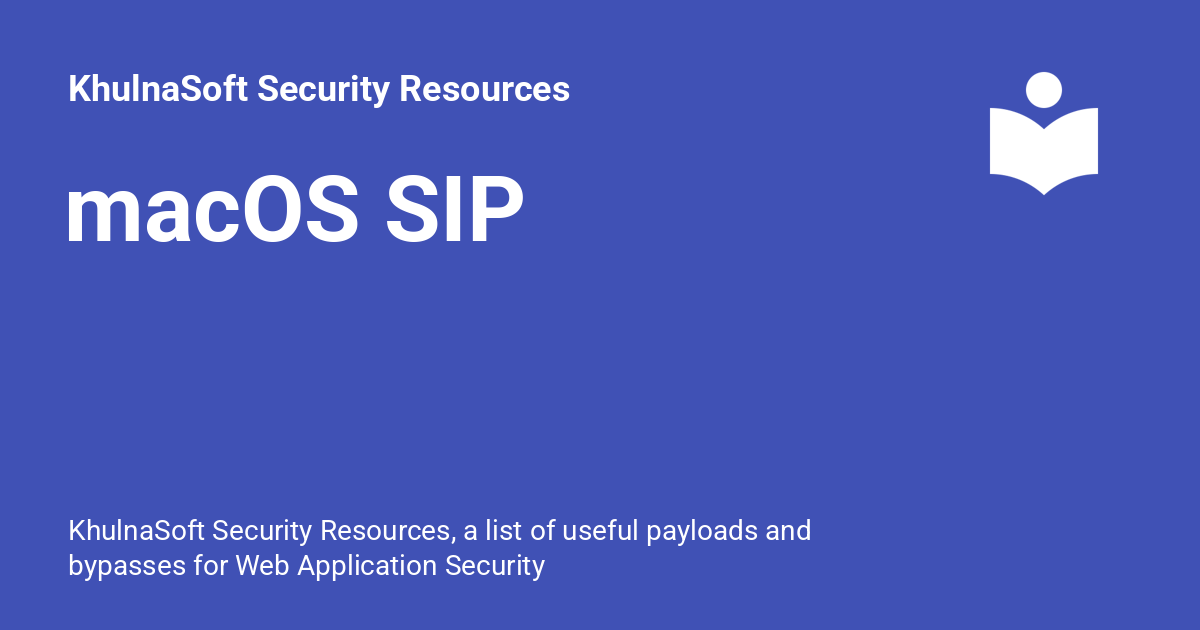 KhulnaSoft Security Resources
macOS SIP
KhulnaSoft Security Resources, a list of useful payloads and
bypasses for Web Application Security